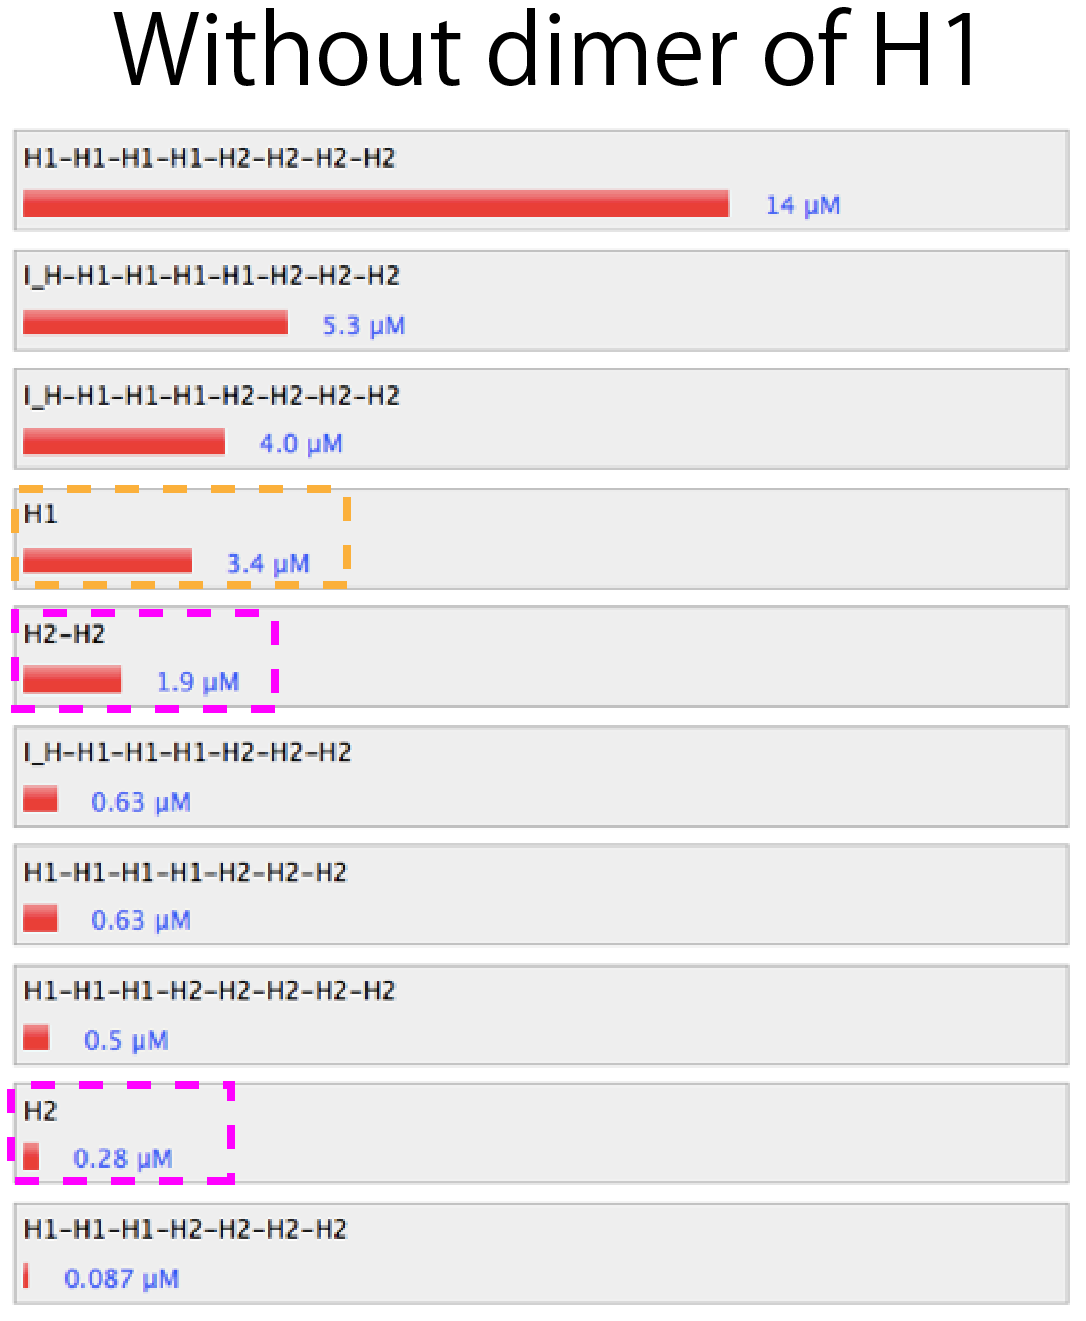 Without dimer of H1
H1-H1-H1-H1-H2-H2-H2-H2
14 µM
I_H-H1-H1-H1-H1-H2-H2-H2
5.3 µM
I_H-H1-H1-H1-H2-H2-H2-H2
4.0 µM
H1
3.4 µM
H2-H2
1.9 µM
I_H-H1-H1-H1-H2-H2-H2
0.63 µM
H1-H1-H1-H1-H2-H2-H2
0.63 µM
H1-H1-H1-H2-H2-H2-H2-H2
0.5 µM
H2
0.28 µM
H1-H1-H1-H2-H2-H2-H2
0.087 µM